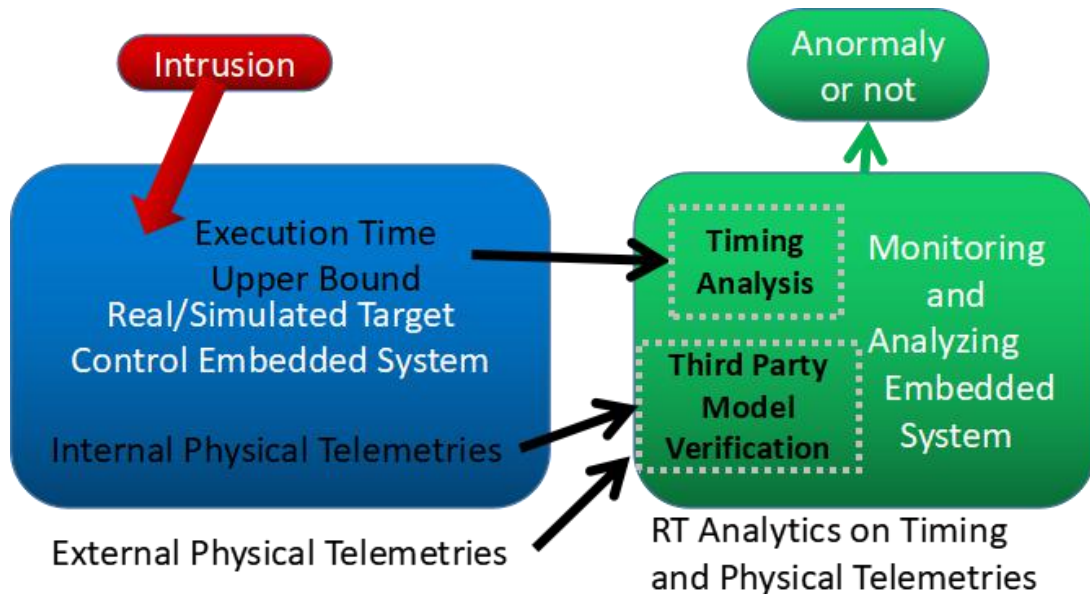 Intrusion
Anormaly
or not
Execution Time
Upper Bound
Real/Simulated Target
Control Embedded System
Internal Physical Telemetries
External Physical Telemetries
Timing
Analysis
Third Party
Model
Verification
Monitoring
and
Analyzing
Embedded
System
RT Analytics on Timing
and Physical Telemetries